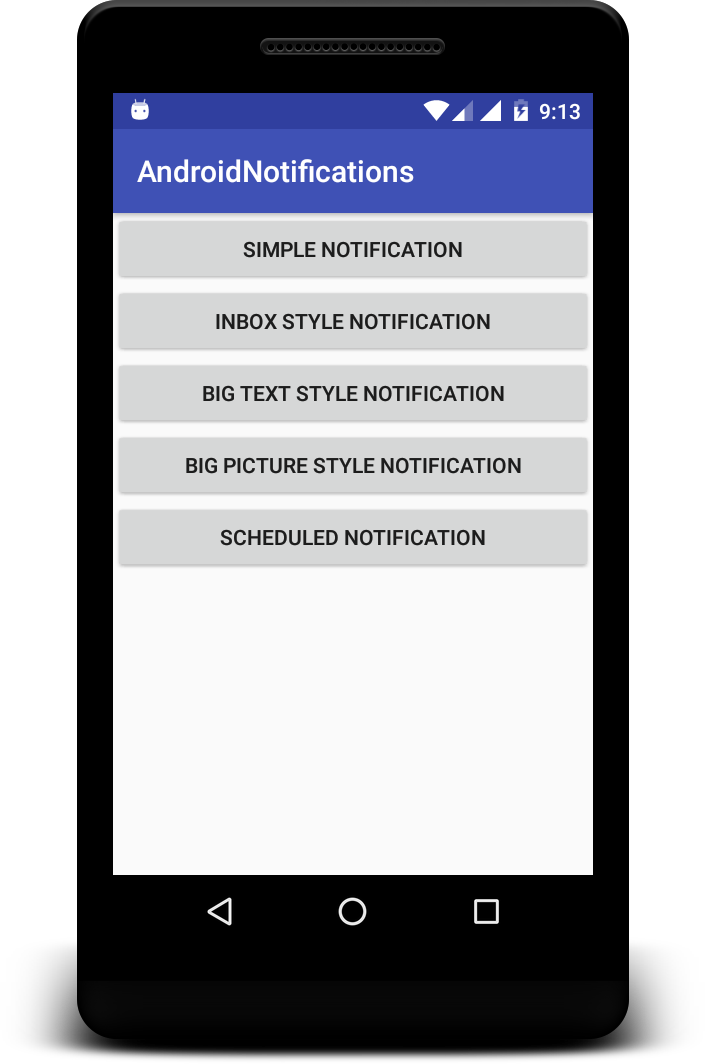 9:13
AndroidNotifications
SIMPLE NOTIFICATION
INBOX STYLE NOTIFICATION
BIG TEXT STYLE NOTIFICATION
BIG PICTURE STYLE NOTIFICATION
SCHEDULED NOTIFICATION